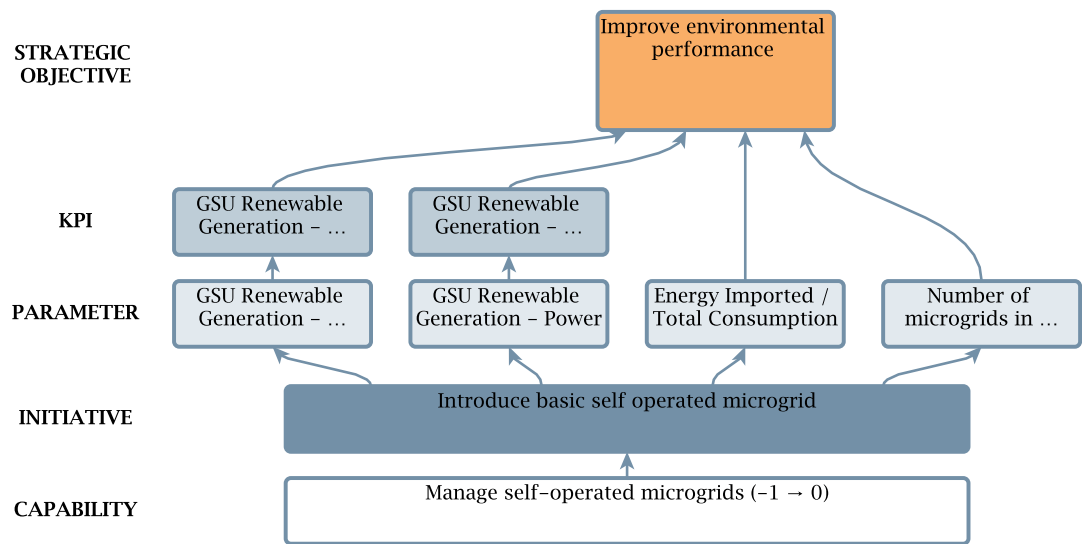 STRATEGIC
OBJECTIVE
Improve environmental
performance
KPI
GSU Renewable
Generation – …
GSU Renewable
Generation – …
PARAMETER
GSU Renewable
Generation – …
GSU Renewable
Generation – Power
Energy Imported /
Total Consumption
Number of
microgrids in …
INITIATIVE
Introduce basic self operated microgrid
CAPABILITY
Manage self-operated microgrids (–1 → 0)